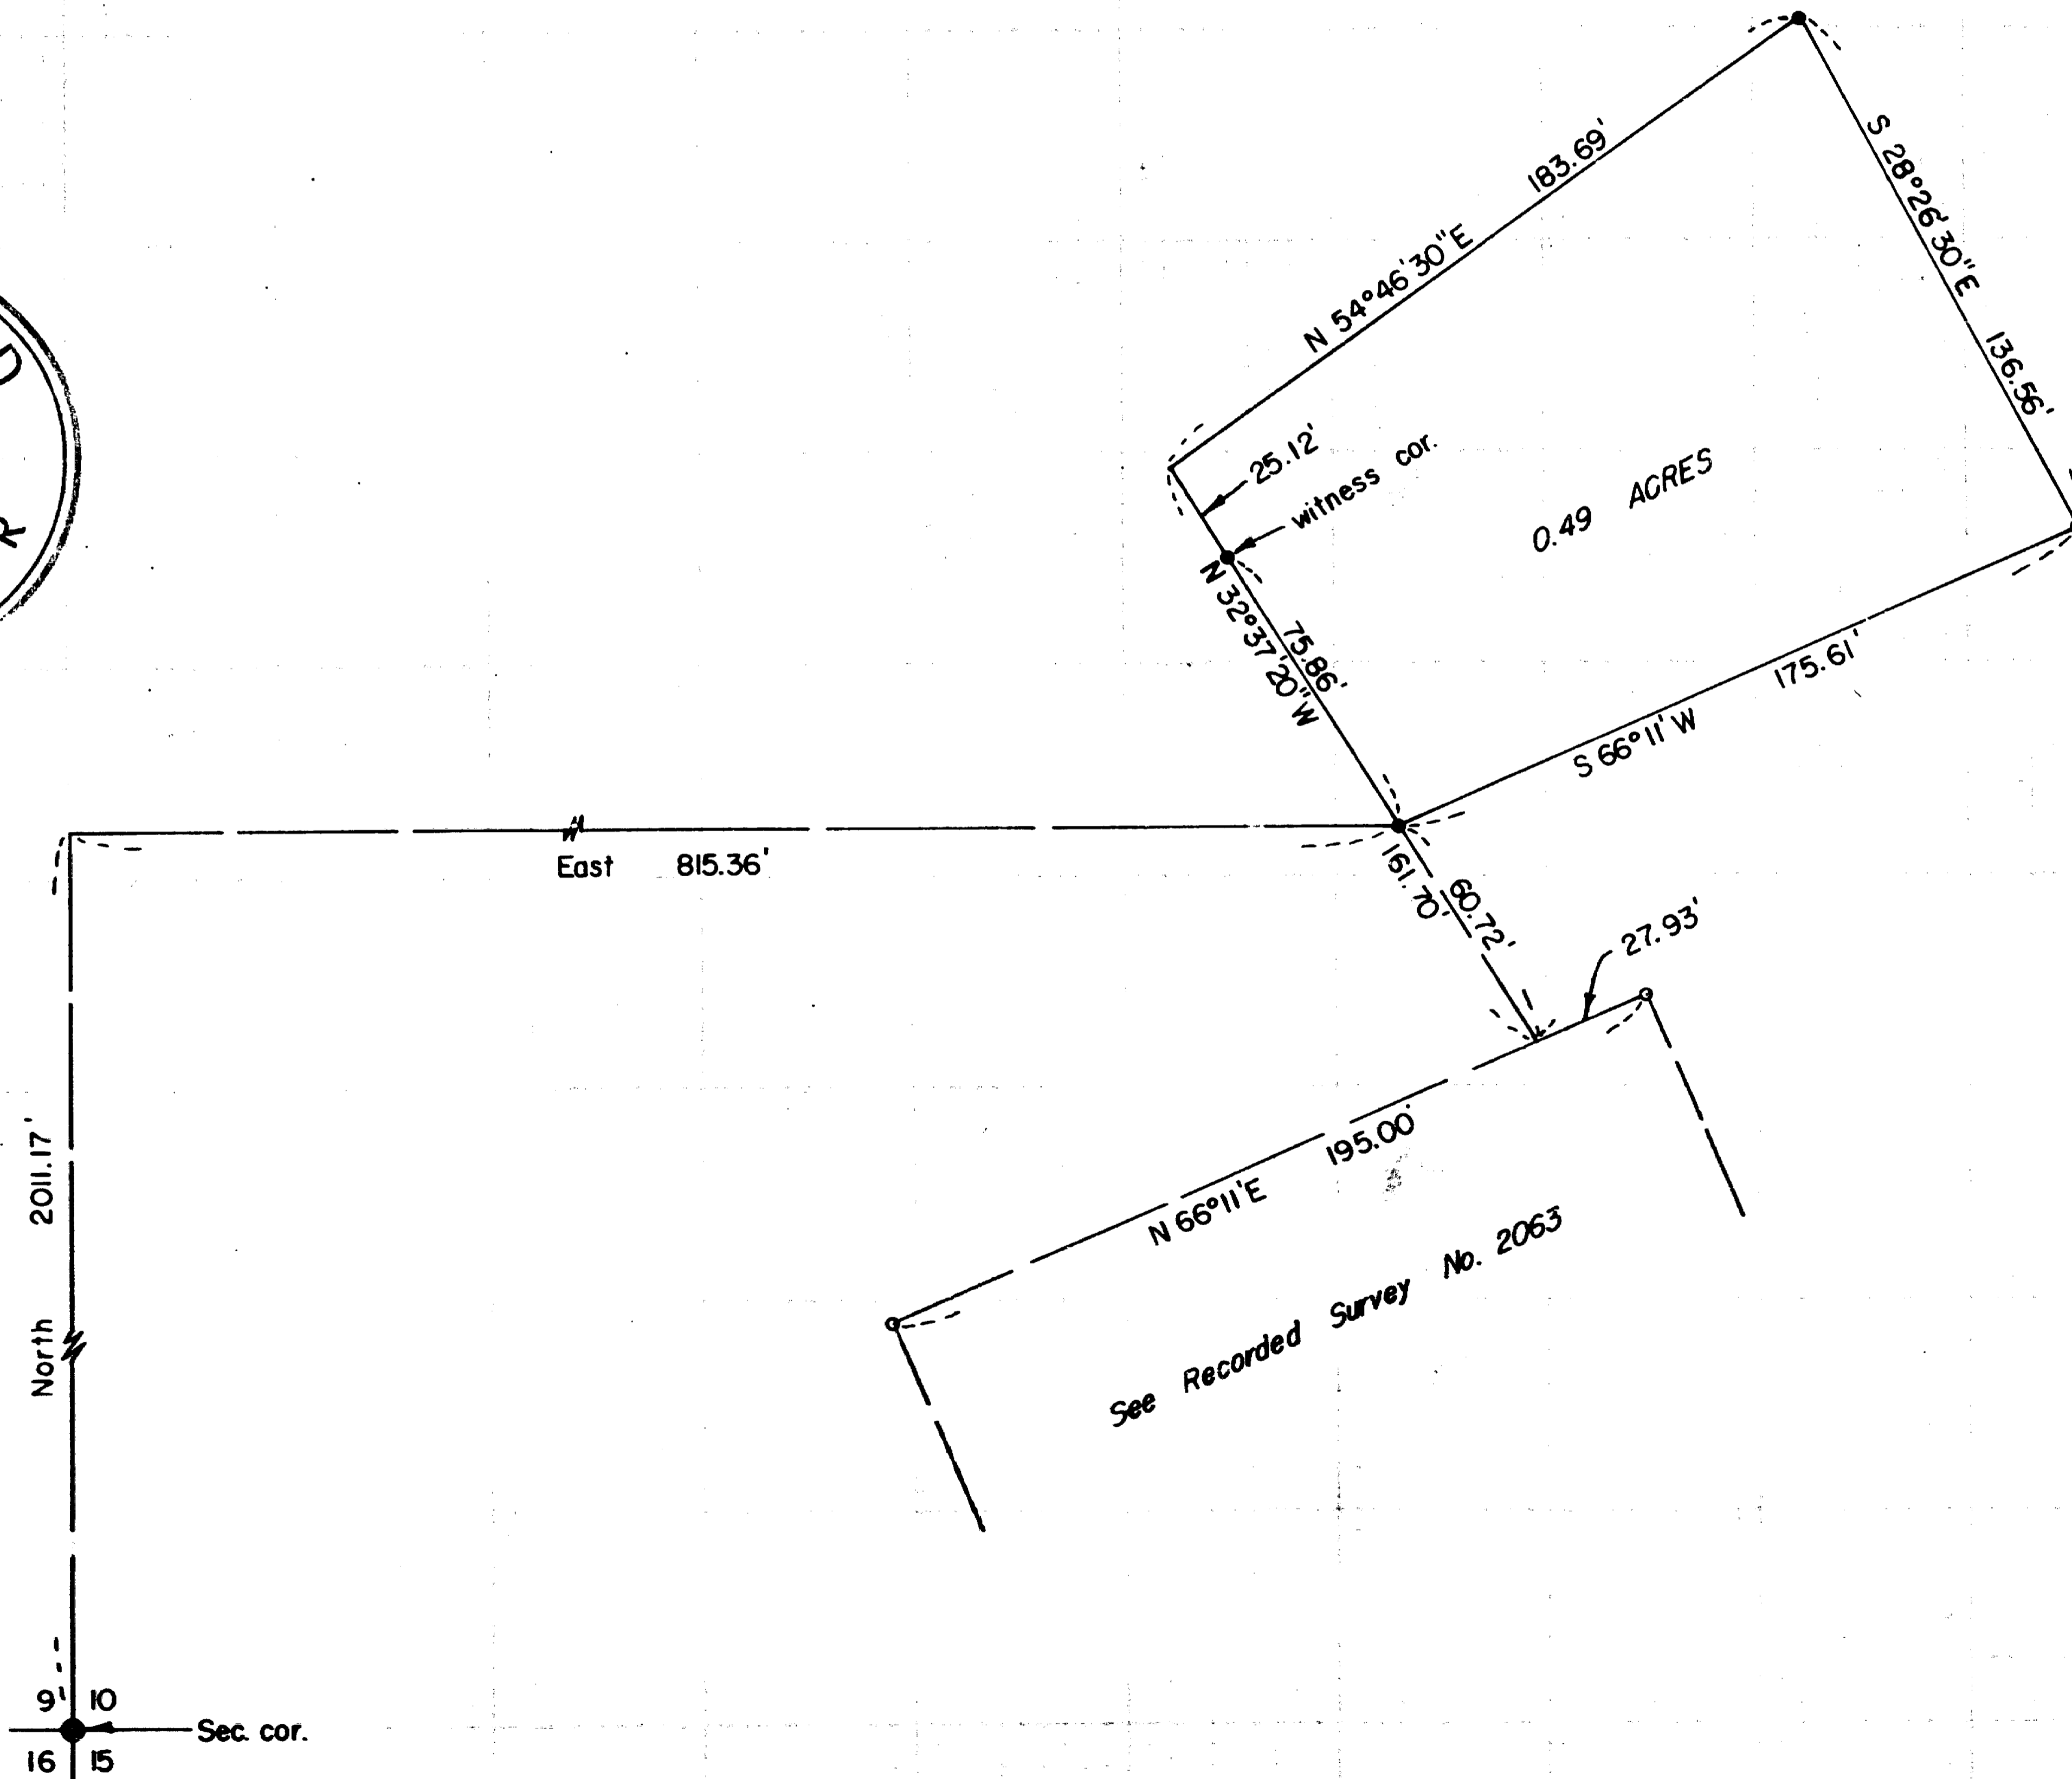 183.69'
N 54°46'30"E
S 28°26'30"E
136.56'
25.12'
witness cor.
0.49 ACRES
75.86'
N 32°37'20"W
175.61'
S 66°11'W
East 815.36'
161.70'
60.72'
27.93'
195.00'
N 66°11'E
See Recorded Survey No. 2063
North 2011.17'
9 10
Sec. cor.
16 15
D
R